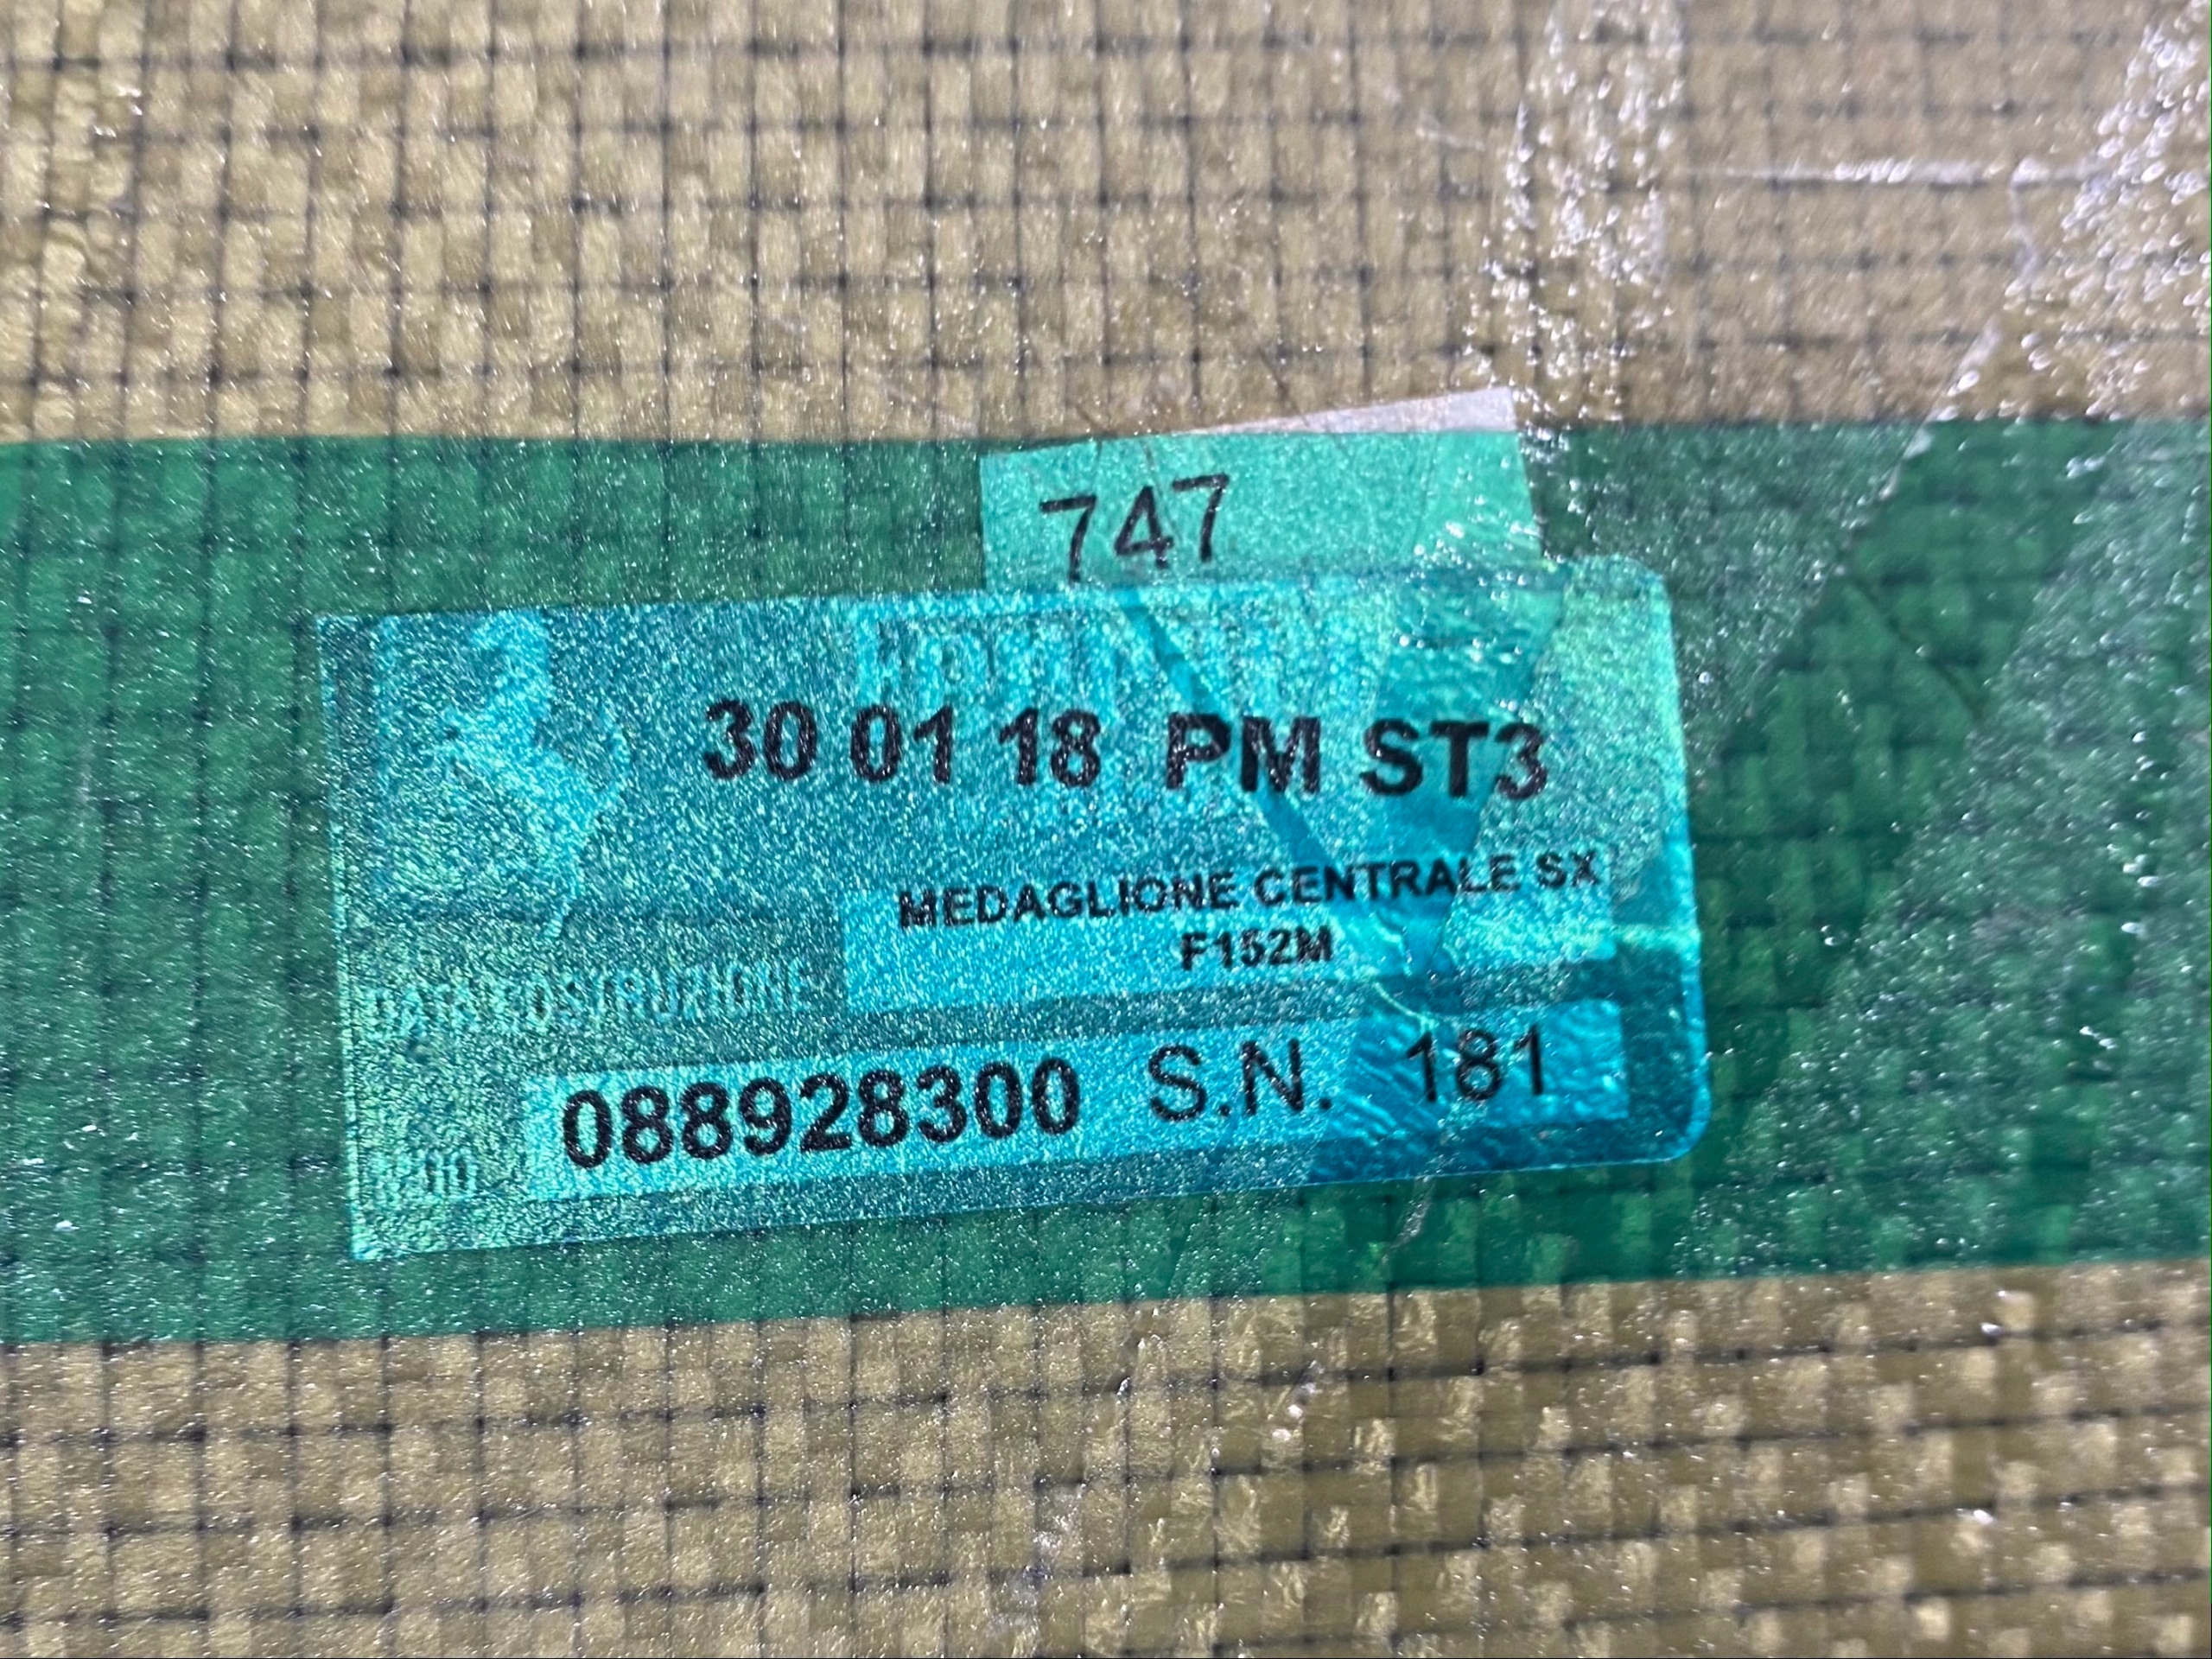 747
30 01 18 PM ST3
MEDAGLIONE CENTRALE SX
F152M
DATA COSTRUZIONE
088928300 S.N. 181